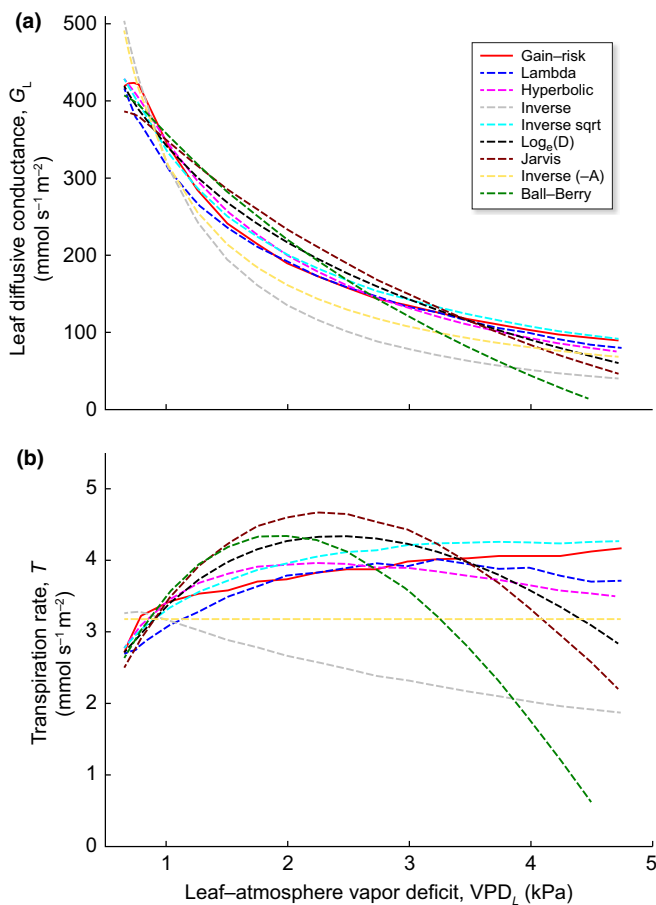 (a)
500
400
300
200
100
0
Leaf diffusive conductance, G_L
(mmol s⁻¹ m⁻²)
Gain–risk
Lambda
Hyperbolic
Inverse
Inverse sqrt
Log_e(D)
Jarvis
Inverse (–A)
Ball–Berry
(b)
5
4
3
2
1
0
Transpiration rate, T
(mmol s⁻¹ m⁻²)
1 2 3 4 5
Leaf–atmosphere vapor deficit, VPD_L (kPa)